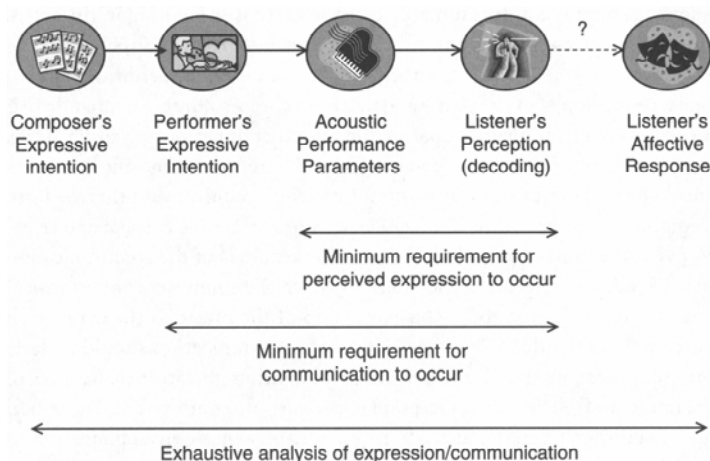 ?
Composer's
Expressive
intention
Performer's
Expressive
Intention
Acoustic
Performance
Parameters
Listener's
Perception
(decoding)
Listener's
Affective
Response
Minimum requirement for
perceived expression to occur
Minimum requirement for
communication to occur
Exhaustive analysis of expression/communication